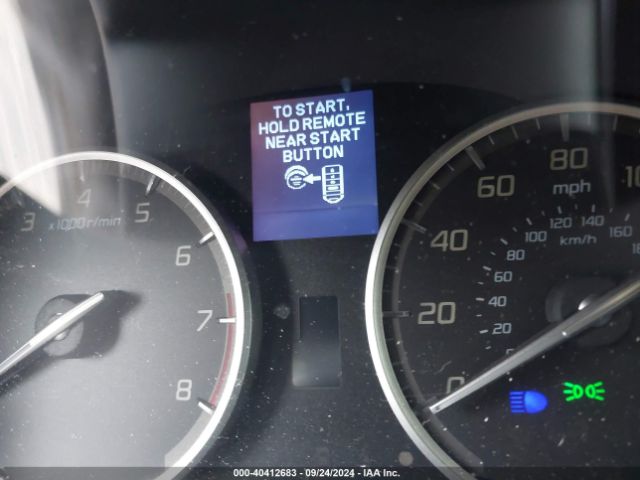 TO START,
HOLD REMOTE
NEAR START
BUTTON
3 4 5 6 7 8
x1000r/min
0 20 40 60 80
mph
20 40 60 80 100 120 140 160
km/h
000-40412683 - 09/24/2024 - IAA Inc.